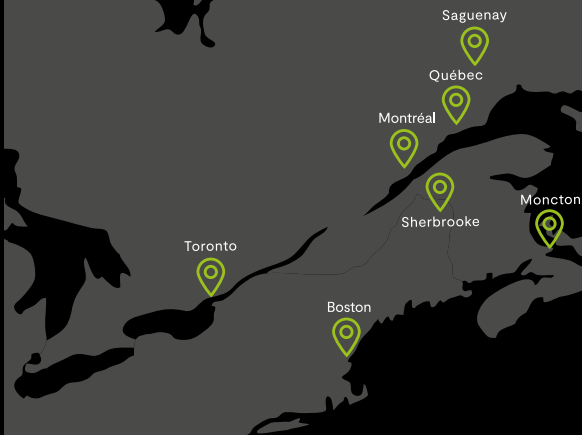 Saguenay
Québec
Montréal
Sherbrooke
Moncton
Toronto
Boston